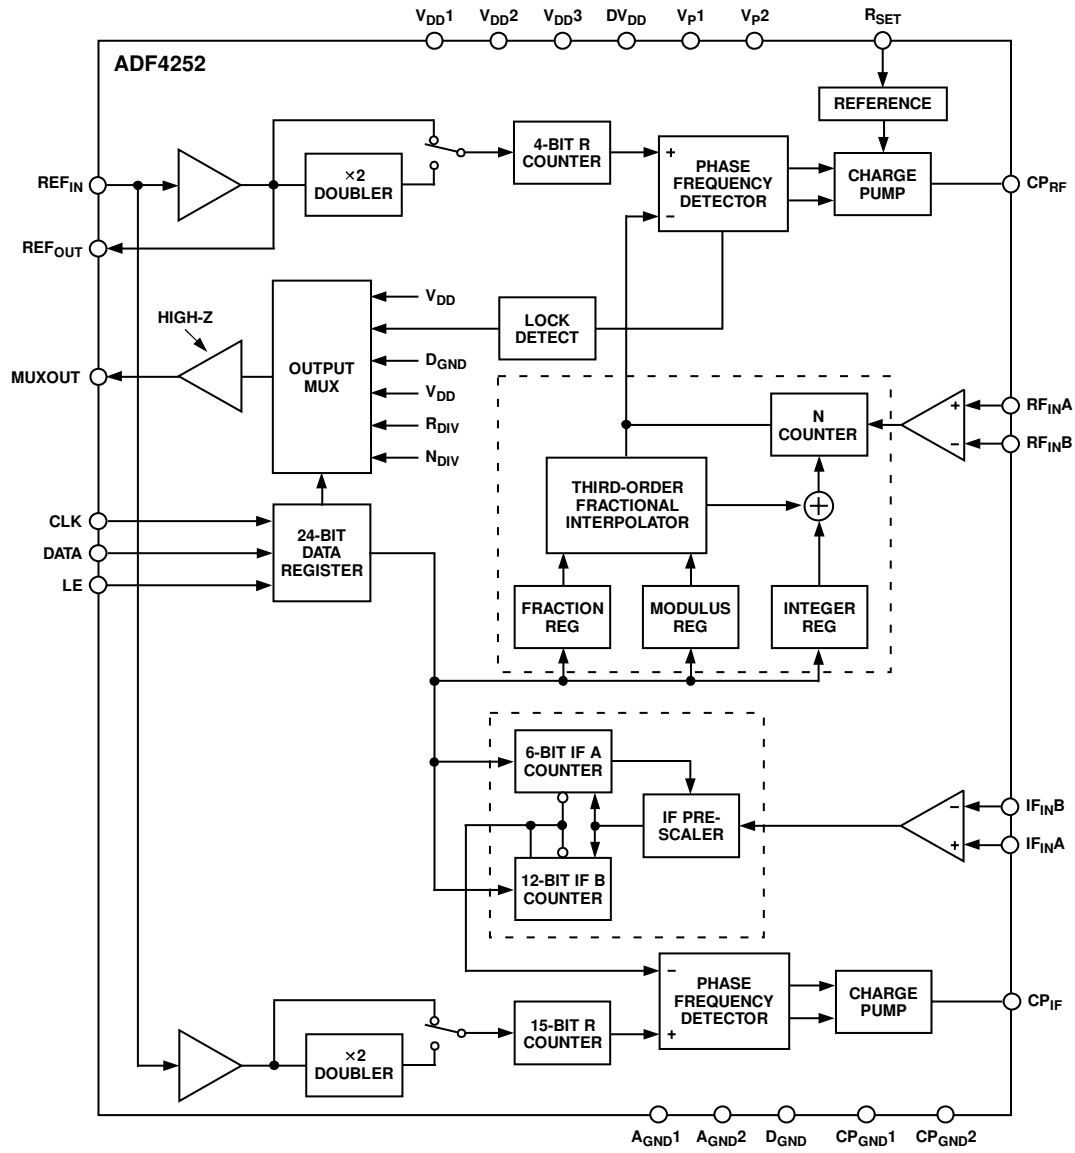 VDD1 VDD2 VDD3 DVDD VP1 VP2 RSET
ADF4252
REFERENCE
REFIN
×2
DOUBLER
4-BIT R
COUNTER
+
−
PHASE
FREQUENCY
DETECTOR
CHARGE
PUMP
CPRF
REFOUT
HIGH-Z
MUXOUT
OUTPUT
MUX
VDD
DGND
VDD
RDIV
NDIV
LOCK
DETECT
N
COUNTER
+
−
RFINA
RFINB
THIRD-ORDER
FRACTIONAL
INTERPOLATOR
+
CLK
DATA
LE
24-BIT
DATA
REGISTER
FRACTION
REG
MODULUS
REG
INTEGER
REG
6-BIT IF A
COUNTER
IF PRE-
SCALER
12-BIT IF B
COUNTER
−
+
IFINB
IFINA
×2
DOUBLER
15-BIT R
COUNTER
−
+
PHASE
FREQUENCY
DETECTOR
CHARGE
PUMP
CPIF
AGND1 AGND2 DGND CPGND1 CPGND2